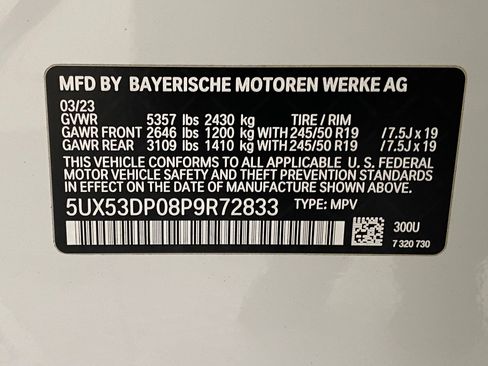 MFD BY BAYERISCHE MOTOREN WERKE AG
03/23
GVWR 5357 lbs 2430 kg TIRE / RIM
GAWR FRONT 2646 lbs 1200 kg WITH 245/50 R19 /7.5J x 19
GAWR REAR 3109 lbs 1410 kg WITH 245/50 R19 /7.5J x 19
THIS VEHICLE CONFORMS TO ALL APPLICABLE U. S. FEDERAL
MOTOR VEHICLE SAFETY AND THEFT PREVENTION STANDARDS
IN EFFECT ON THE DATE OF MANUFACTURE SHOWN ABOVE
5UX53DP08P9R72833 TYPE: MPV
300U
7 320 730